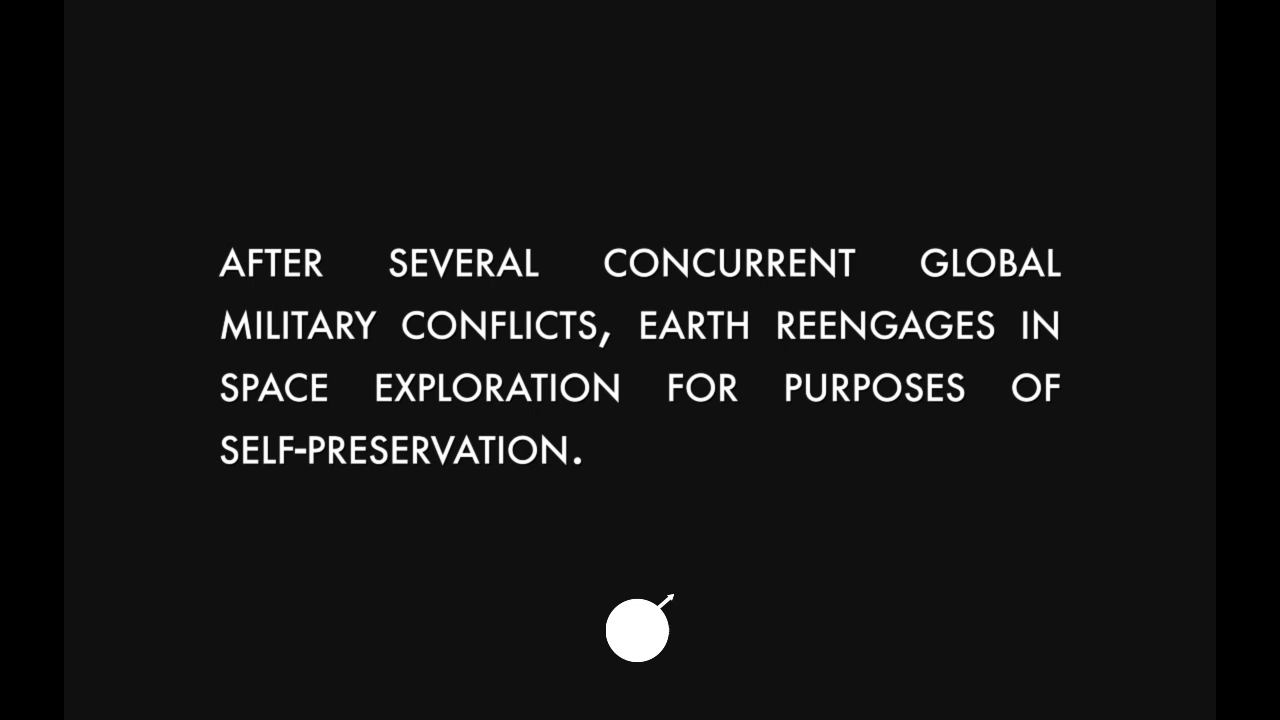 AFTER SEVERAL CONCURRENT GLOBAL
MILITARY CONFLICTS, EARTH REENGAGES IN
SPACE EXPLORATION FOR PURPOSES OF
SELF-PRESERVATION.